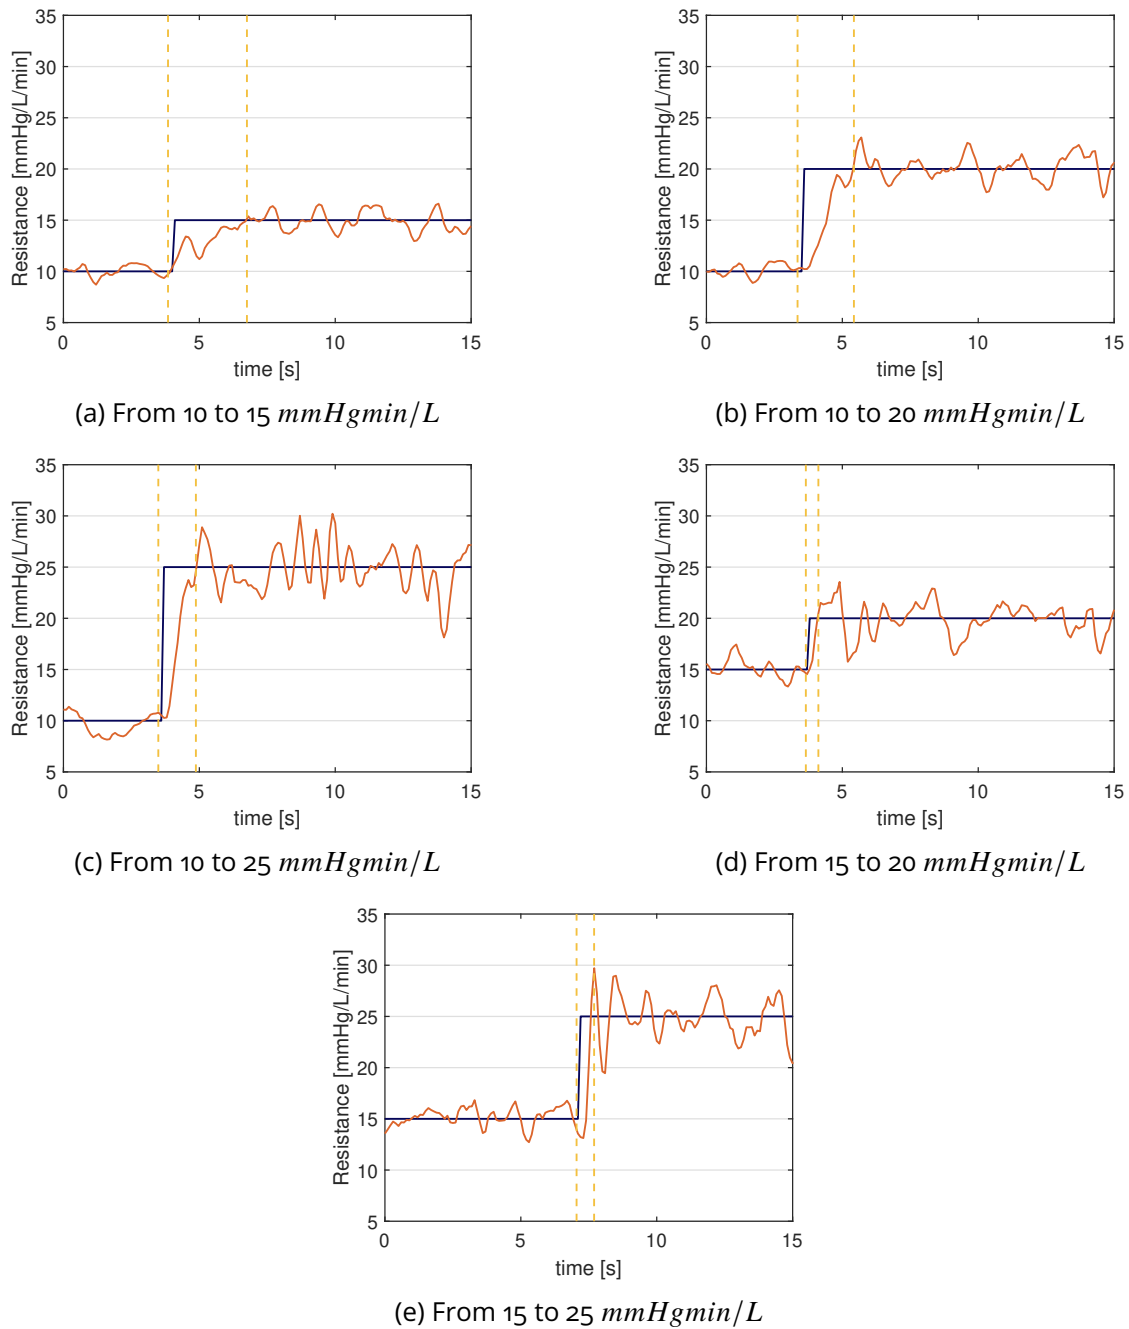 35
30
25
20
15
10
5
Resistance [mmHg/L/min]
0 5 10 15
time [s]
(a) From 10 to 15 mmHgmin/L
35
30
25
20
15
10
5
Resistance [mmHg/L/min]
0 5 10 15
time [s]
(b) From 10 to 20 mmHgmin/L
35
30
25
20
15
10
5
Resistance [mmHg/L/min]
0 5 10 15
time [s]
(c) From 10 to 25 mmHgmin/L
35
30
25
20
15
10
5
Resistance [mmHg/L/min]
0 5 10 15
time [s]
(d) From 15 to 20 mmHgmin/L
35
30
25
20
15
10
5
Resistance [mmHg/L/min]
0 5 10 15
time [s]
(e) From 15 to 25 mmHgmin/L